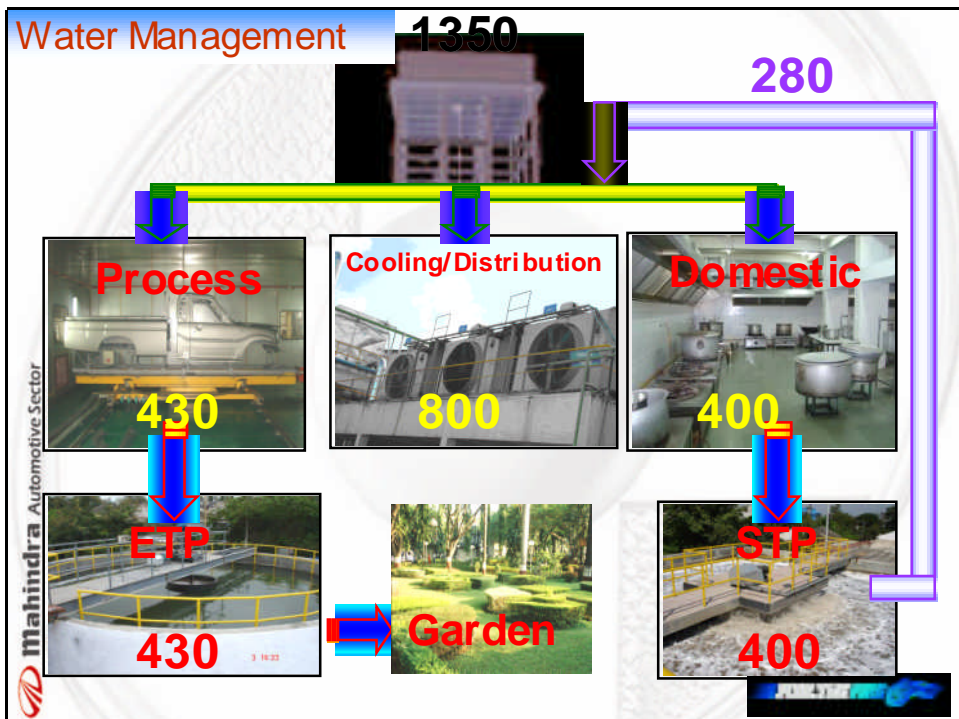 Water Management
1350
280
Process
Cooling/Distribution
Domestic
430
800
400
ETP
STP
Garden
430
400
Mahindra Automotive Sector